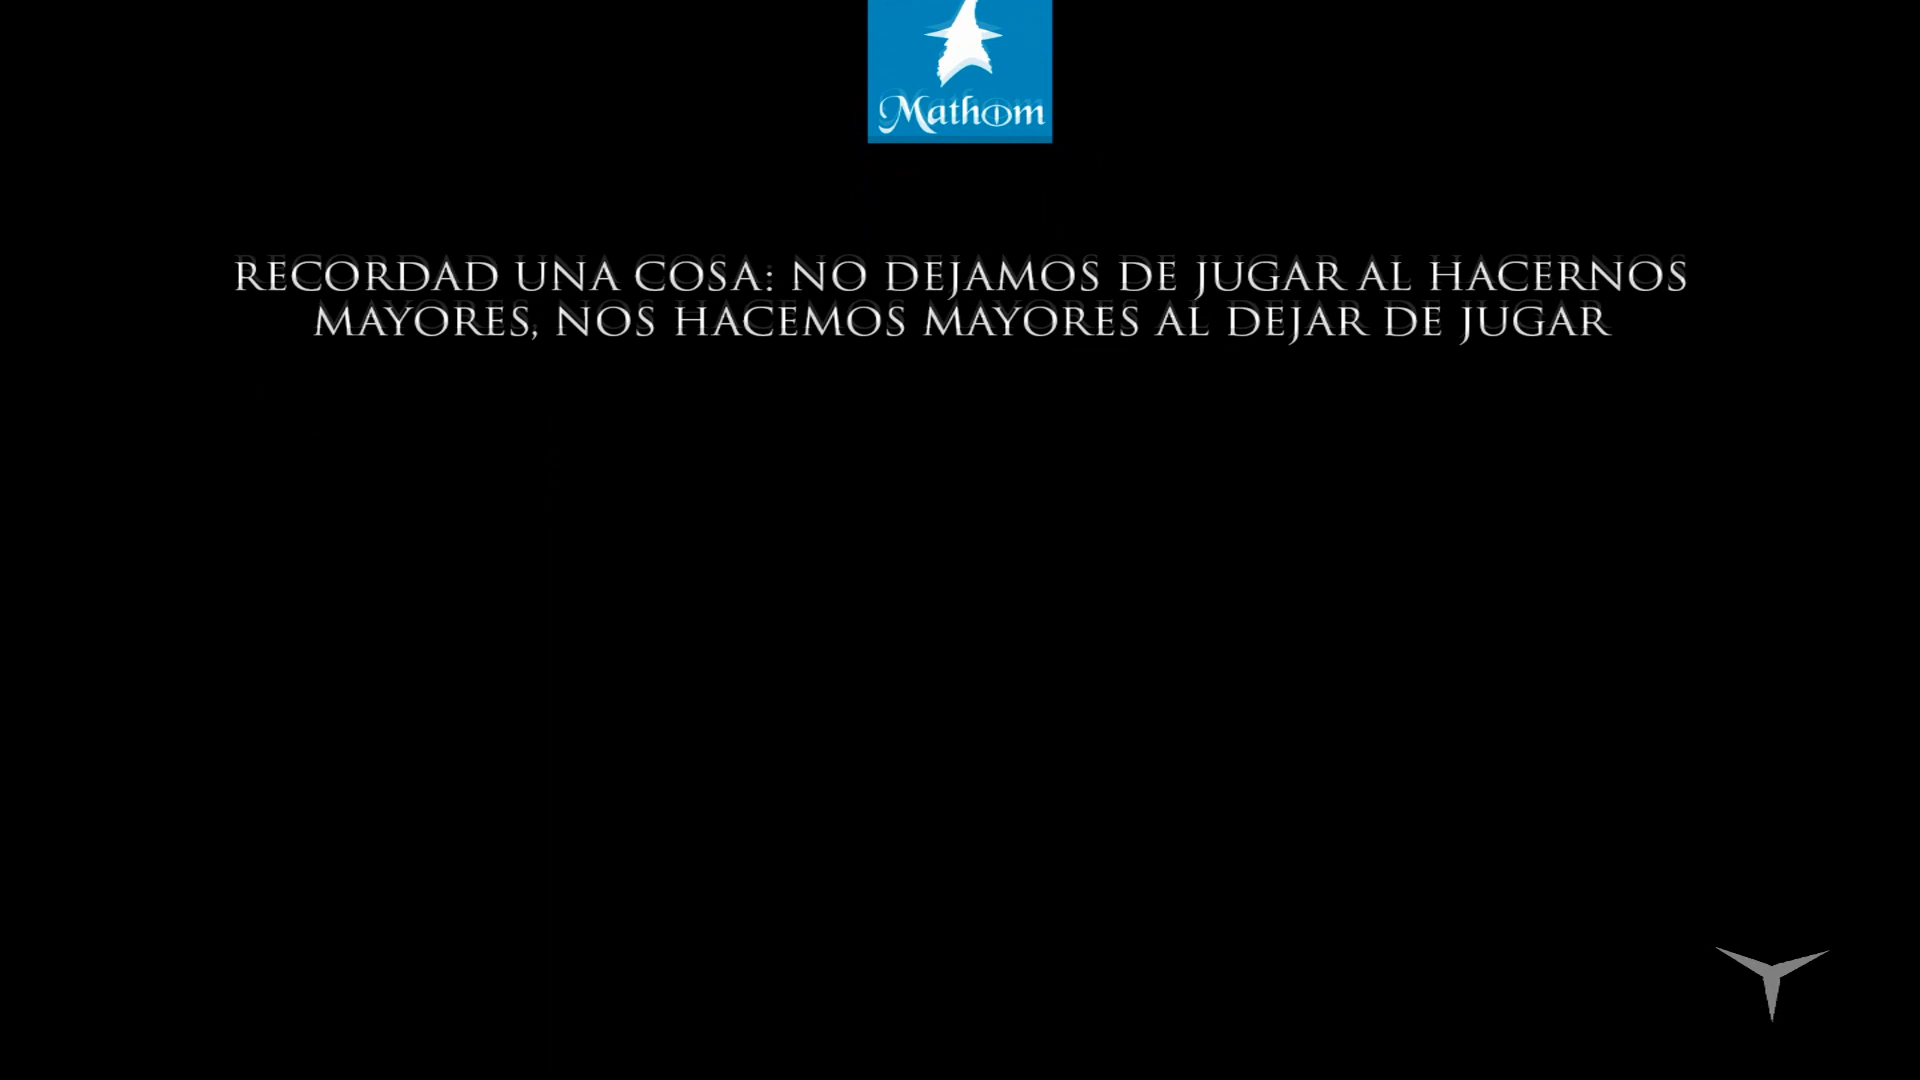 Mathom
RECORDAD UNA COSA: NO DEJAMOS DE JUGAR AL HACERNOS
MAYORES, NOS HACEMOS MAYORES AL DEJAR DE JUGAR